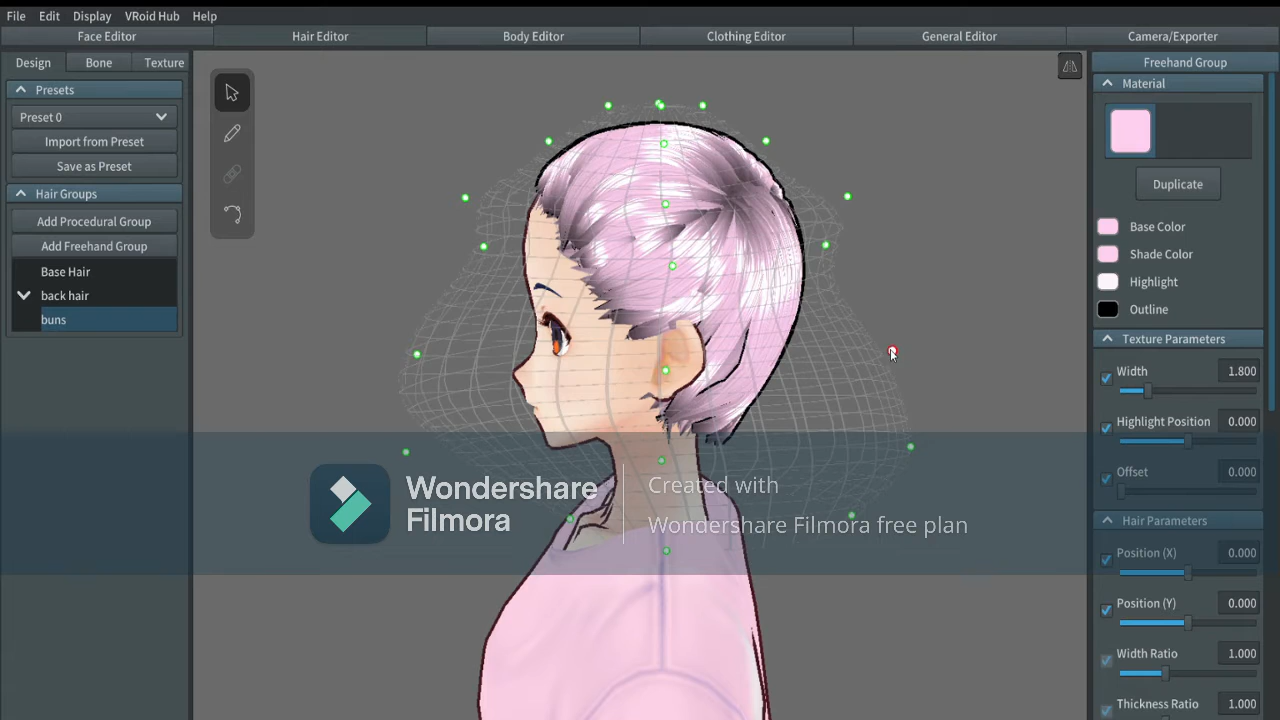 File Edit Display VRoid Hub Help
Face Editor Hair Editor Body Editor Clothing Editor General Editor Camera/Exporter
Design Bone Texture
Presets
Preset 0
Import from Preset
Save as Preset
Hair Groups
Add Procedural Group
Add Freehand Group
Base Hair
back hair
buns
Freehand Group
Material
Duplicate
Base Color
Shade Color
Highlight
Outline
Texture Parameters
Width 1.800
Highlight Position 0.000
Offset 0.000
Hair Parameters
Position (X) 0.000
Position (Y) 0.000
Width Ratio 1.000
Thickness Ratio 1.000
Wondershare
Filmora
Created with
Wondershare Filmora free plan